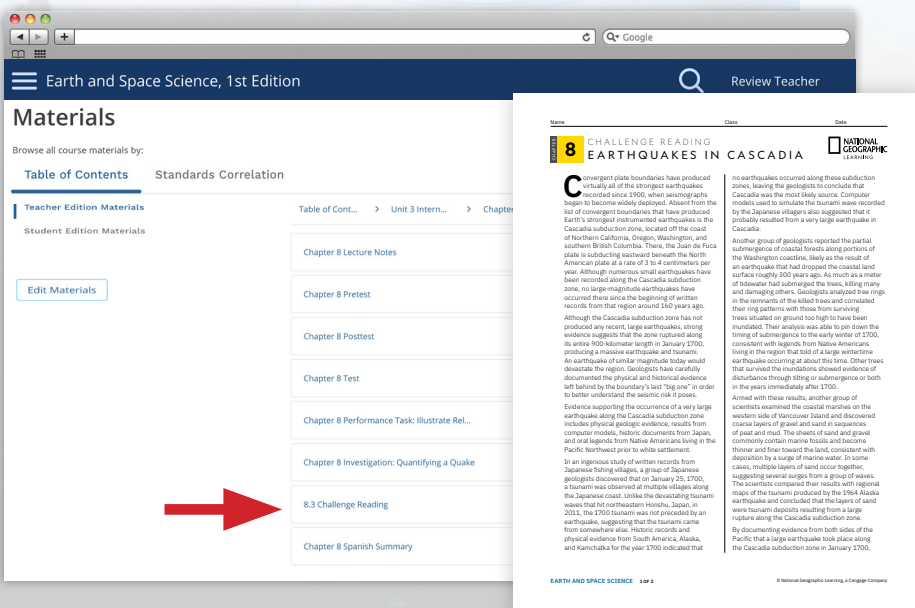 Google
Earth and Space Science, 1st Edition
Review Teacher
Materials
Browse all course materials by:
Table of Contents
Standards Correlation
Teacher Edition Materials
Student Edition Materials
Edit Materials
Table of Cont... > Unit 3 Intern... > Chapter
Chapter 8 Lecture Notes
Chapter 8 Pretest
Chapter 8 Posttest
Chapter 8 Test
Chapter 8 Performance Task: Illustrate Rel...
Chapter 8 Investigation: Quantifying a Quake
8.3 Challenge Reading
Chapter 8 Spanish Summary
Name Class Date
CHAPTER
8
CHALLENGE READING
EARTHQUAKES IN CASCADIA
NATIONAL
GEOGRAPHIC
LEARNING
Convergent plate boundaries have produced
virtually all of the strongest earthquakes
recorded since 1900, when seismographs
began to become widely deployed. Absent from the
list of convergent boundaries that have produced
Earth's strongest instrumented earthquakes is the
Cascadia subduction zone, located off the coast
of Northern California, Oregon, Washington, and
southern British Columbia. There, the Juan de Fuca
plate is subducting eastward beneath the North
American plate at a rate of 3 to 4 centimeters per
year. Although numerous small earthquakes have
been recorded along the Cascadia subduction
zone, no large-magnitude earthquakes have
occurred there since the beginning of written
records from that region around 160 years ago.
Although the Cascadia subduction zone has not
produced any recent, large earthquakes, strong
evidence suggests that the zone ruptured along
its entire 900-kilometer length in January 1700,
producing a massive earthquake and tsunami.
An earthquake of similar magnitude today would
devastate the region. Geologists have carefully
documented the physical and historical evidence
left behind by the boundary's last "big one" in order
to better understand the seismic risk it poses.
Evidence supporting the occurrence of a very large
earthquake along the Cascadia subduction zone
includes physical geologic evidence, results from
computer models, historic documents from Japan,
and oral legends from Native Americans living in the
Pacific Northwest prior to white settlement.
In an ingenious study of written records from
Japanese fishing villages, a group of Japanese
geologists discovered that on January 25, 1700,
a tsunami was observed at multiple villages along
the Japanese coast. Unlike the devastating tsunami
waves that hit northeastern Honshu, Japan, in
2011, the 1700 tsunami was not preceded by an
earthquake, suggesting that the tsunami came
from somewhere else. Historic records and
physical evidence from South America, Alaska,
and Kamchatka for the year 1700 indicated that
no earthquakes occurred along these subduction
zones, leaving the geologists to conclude that
Cascadia was the most likely source. Computer
models used to simulate the tsunami wave recorded
by the Japanese villagers also suggested that it
probably resulted from a very large earthquake in
Cascadia.
Another group of geologists reported the partial
submergence of coastal forests along portions of
the Washington coastline, likely as the result of
an earthquake that had dropped the coastal land
surface roughly 300 years ago. As much as a meter
of tidewater had submerged the trees, killing many
and damaging others. Geologists analyzed tree rings
in the remnants of the killed trees and correlated
their ring patterns with those from surviving
trees situated on ground too high to have been
inundated. Their analysis was able to pin down the
timing of submergence to the early winter of 1700,
consistent with legends from Native Americans
living in the region that told of a large wintertime
earthquake occurring at about this time. Other trees
that survived the inundations showed evidence of
disturbance through tilting or submergence or both
in the years immediately after 1700.
Armed with these results, another group of
scientists examined the coastal marshes on the
western side of Vancouver Island and discovered
coarse layers of gravel and sand in sequences
of peat and mud. The sheets of sand and gravel
commonly contain marine fossils and become
thinner and finer toward the land, consistent with
deposition by a surge of marine water. In some
cases, multiple layers of sand occur together,
suggesting several surges from a group of waves.
The scientists compared their results with regional
maps of the tsunami produced by the 1964 Alaska
earthquake and concluded that the layers of sand
were tsunami deposits resulting from a large
rupture along the Cascadia subduction zone.
By documenting evidence from both sides of the
Pacific that a large earthquake took place along
the Cascadia subduction zone in January 1700,
EARTH AND SPACE SCIENCE 1 OF 2
© National Geographic Learning, a Cengage Company